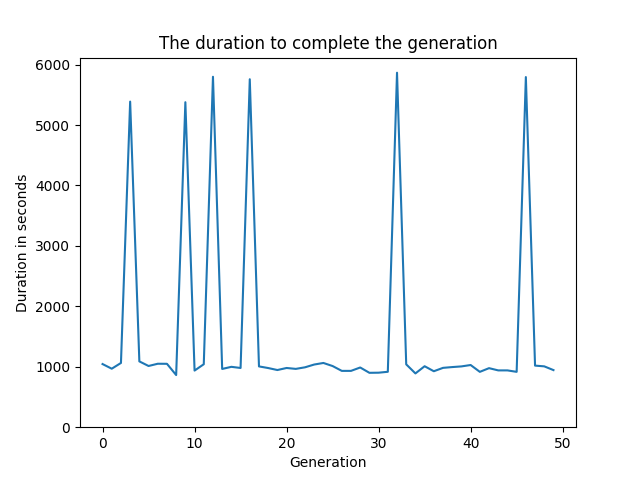 The duration to complete the generation
6000
5000
4000
3000
2000
1000
0
Duration in seconds
0 10 20 30 40 50
Generation